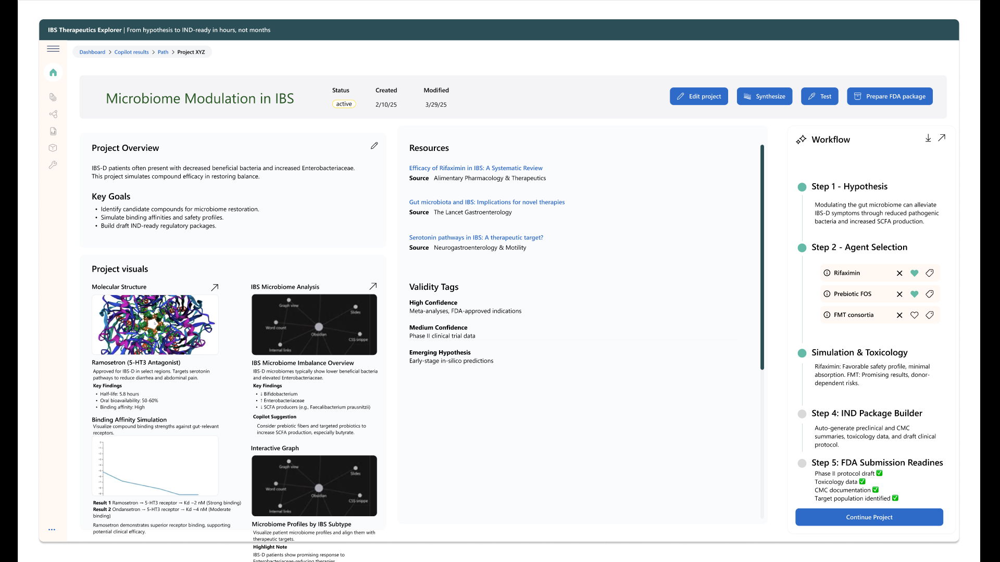 IBS Therapeutics Explorer | From hypothesis to IND-ready in hours, not months
Dashboard > Copilot results > Path > Project XYZ
Microbiome Modulation in IBS
Status
active
Created
2/10/25
Modified
3/29/25
Edit project
Synthesize
Test
Prepare FDA package
Project Overview
IBS-D patients often present with decreased beneficial bacteria and increased Enterobacteriaceae.
This project simulates compound efficacy in restoring balance.
Key Goals
• Identify candidate compounds for microbiome restoration.
• Simulate binding affinities and safety profiles.
• Build draft IND-ready regulatory packages.
Project visuals
Molecular Structure
Ramosetron (5-HT3 Antagonist)
Approved for IBS-D in select regions. Targets serotonin
pathways to reduce diarrhea and abdominal pain.
Key Findings
• Half-life: 5.8 hours
• Oral bioavailability: 50-60%
• Binding affinity: High
Binding Affinity Simulation
Visualize compound binding strengths against gut-relevant
receptors.
Result 1 Ramosetron → 5-HT3 receptor → Kd ~2 nM (Strong binding)
Result 2 Ondansetron → 5-HT3 receptor → Kd ~4 nM (Moderate
binding)
Ramosetron demonstrates superior receptor binding, supporting
potential clinical efficacy.
IBS Microbiome Analysis
Graph view
Slides
Word count
Obsidian
CSS snippe
Internal links
IBS Microbiome Imbalance Overview
IBS-D microbiomes typically show lower beneficial bacteria
and elevated Enterobacteriaceae.
Key Findings
• ↓ Bifidobacterium
• ↑ Enterobacteriaceae
• ↓ SCFA producers (e.g., Faecalibacterium prausnitzii)
Copilot Suggestion
Consider prebiotic fibers and targeted probiotics to
increase SCFA production, especially butyrate.
Interactive Graph
Graph view
Slides
Word count
Obsidian
CSS snippe
Internal links
Microbiome Profiles by IBS Subtype
Visualize patient microbiome profiles and align them with
therapeutic targets.
Highlight Note
IBS-D patients show promising response to
Enterobacteriaceae-reducing therapies
Resources
Efficacy of Rifaximin in IBS: A Systematic Review
Source Alimentary Pharmacology & Therapeutics
Gut microbiota and IBS: Implications for novel therapies
Source The Lancet Gastroenterology
Serotonin pathways in IBS: A therapeutic target?
Source Neurogastroenterology & Motility
Validity Tags
High Confidence
Meta-analyses, FDA-approved indications
Medium Confidence
Phase II clinical trial data
Emerging Hypothesis
Early-stage in-silico predictions
Workflow
Step 1 - Hypothesis
Modulating the gut microbiome can alleviate
IBS-D symptoms through reduced pathogenic
bacteria and increased SCFA production.
Step 2 - Agent Selection
Rifaximin
Prebiotic FOS
FMT consortia
Simulation & Toxicology
Rifaximin: Favorable safety profile, minimal
absorption. FMT: Promising results, donor-
dependent risks.
Step 4: IND Package Builder
Auto-generate preclinical and CMC
summaries, toxicology data, and draft clinical
protocol.
Step 5: FDA Submission Readines
Phase II protocol draft ✅
Toxicology data ✅
CMC documentation ✅
Target population identified ✅
Continue Project